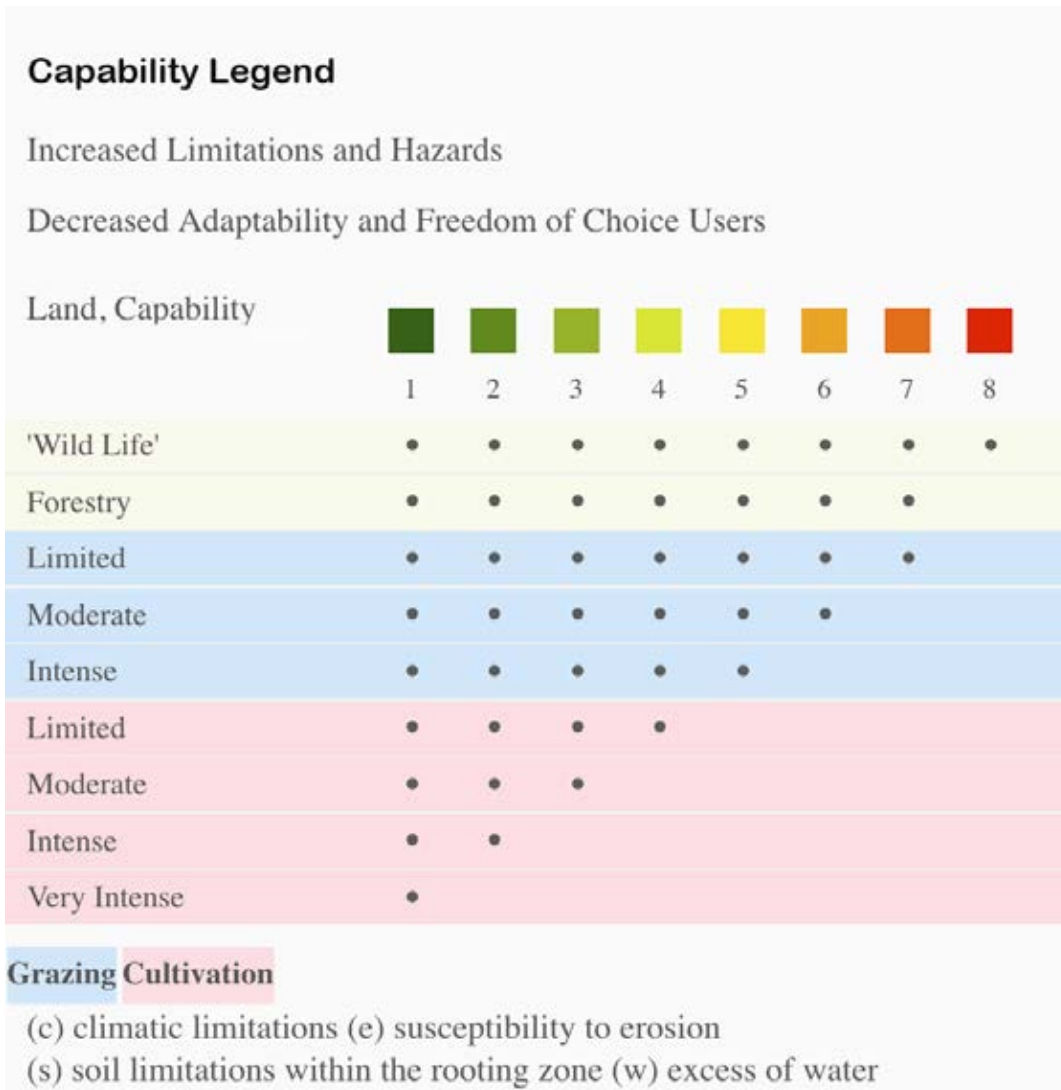 Capability Legend
Increased Limitations and Hazards
Decreased Adaptability and Freedom of Choice Users
Land, Capability
1 2 3 4 5 6 7 8
'Wild Life'
Forestry
Limited
Moderate
Intense
Limited
Moderate
Intense
Very Intense
Grazing Cultivation
(c) climatic limitations (e) susceptibility to erosion
(s) soil limitations within the rooting zone (w) excess of water